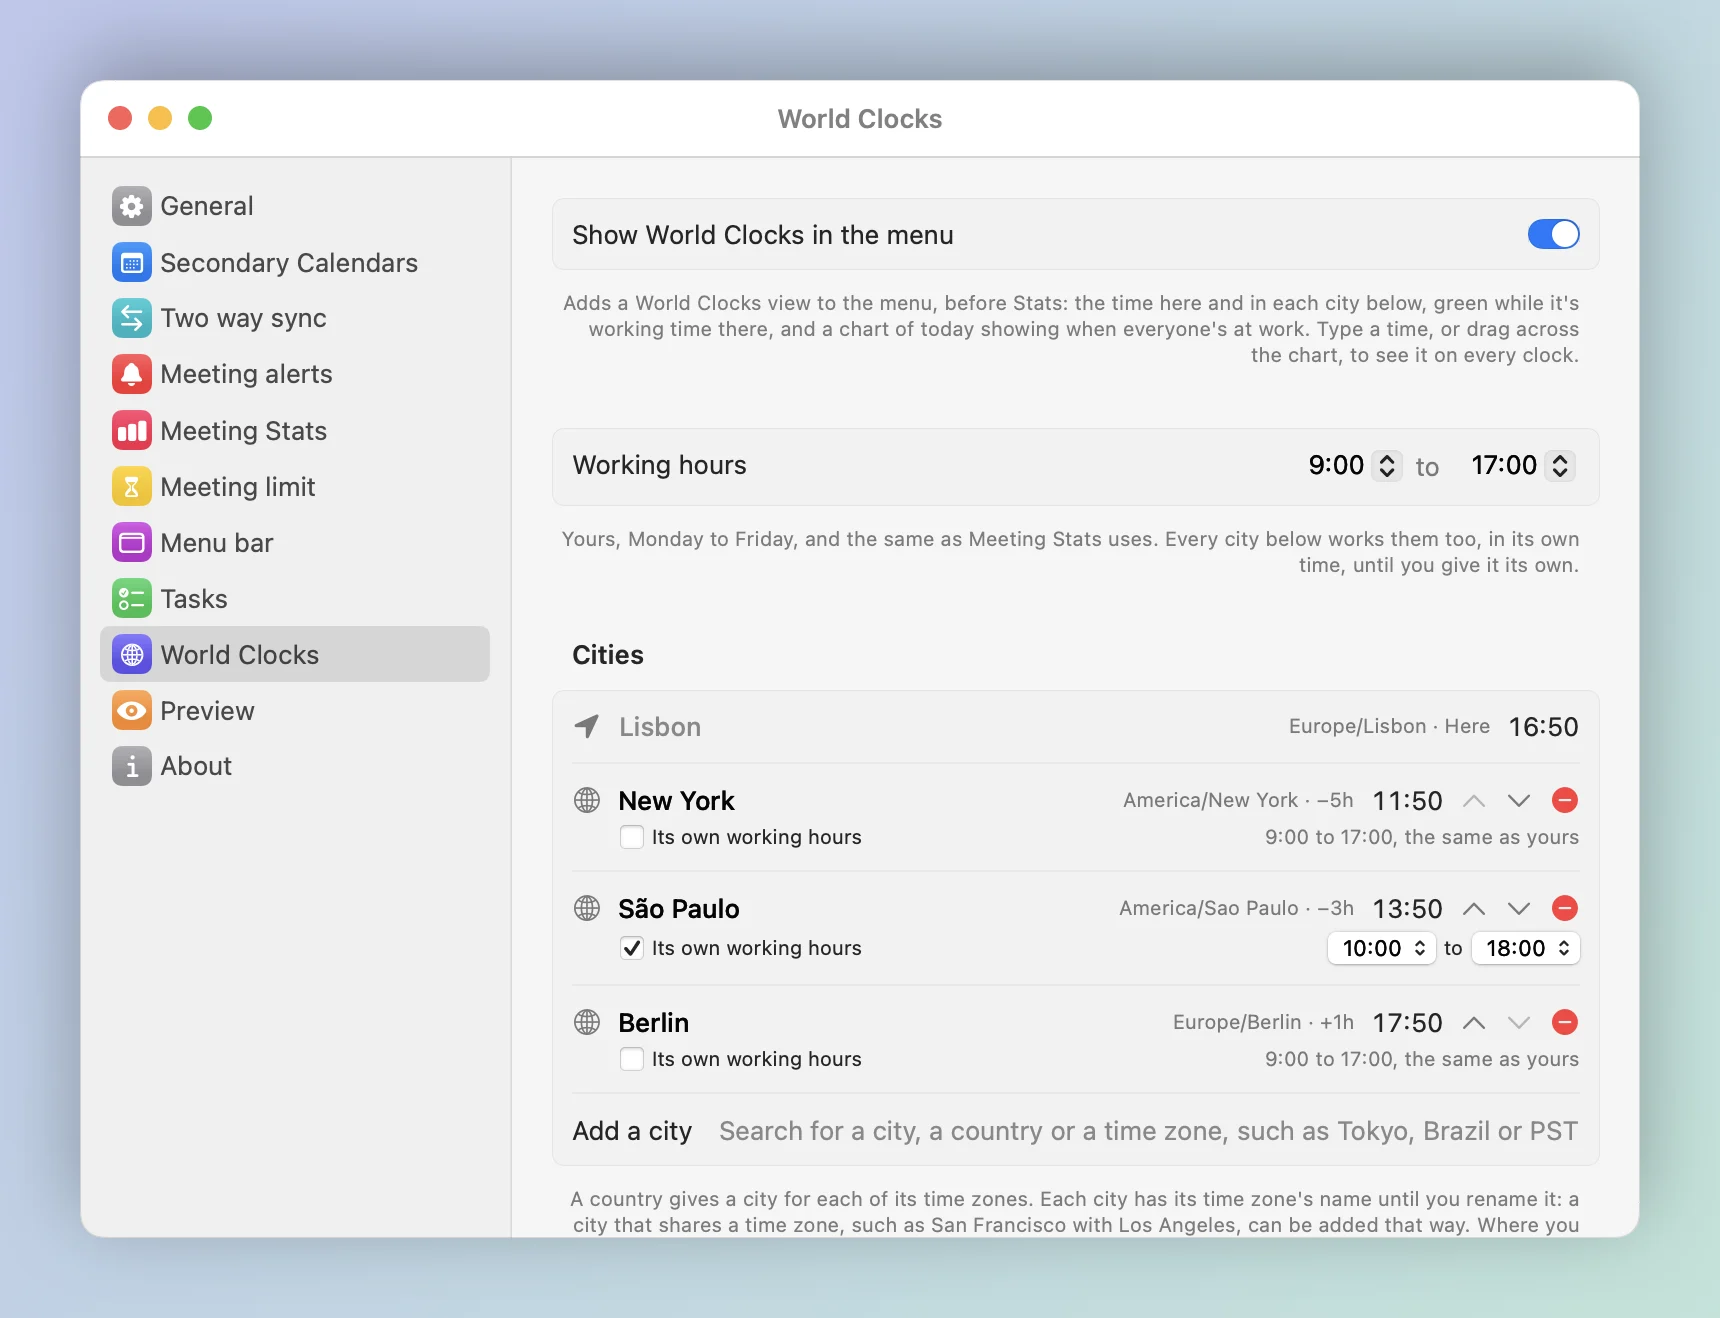 World Clocks
General
Secondary Calendars
Two way sync
Meeting alerts
Meeting Stats
Meeting limit
Menu bar
Tasks
World Clocks
Preview
About
Show World Clocks in the menu
Adds a World Clocks view to the menu, before Stats: the time here and in each city below, green while it's
working time there, and a chart of today showing when everyone's at work. Type a time, or drag across
the chart, to see it on every clock.
Working hours 9:00 to 17:00
Yours, Monday to Friday, and the same as Meeting Stats uses. Every city below works them too, in its own
time, until you give it its own.
Cities
Lisbon Europe/Lisbon · Here 16:50
New York America/New York · −5h 11:50
Its own working hours 9:00 to 17:00, the same as yours
São Paulo America/Sao Paulo · −3h 13:50
Its own working hours 10:00 to 18:00
Berlin Europe/Berlin · +1h 17:50
Its own working hours 9:00 to 17:00, the same as yours
Add a city Search for a city, a country or a time zone, such as Tokyo, Brazil or PST
A country gives a city for each of its time zones. Each city has its time zone's name until you rename it: a
city that shares a time zone, such as San Francisco with Los Angeles, can be added that way. Where you